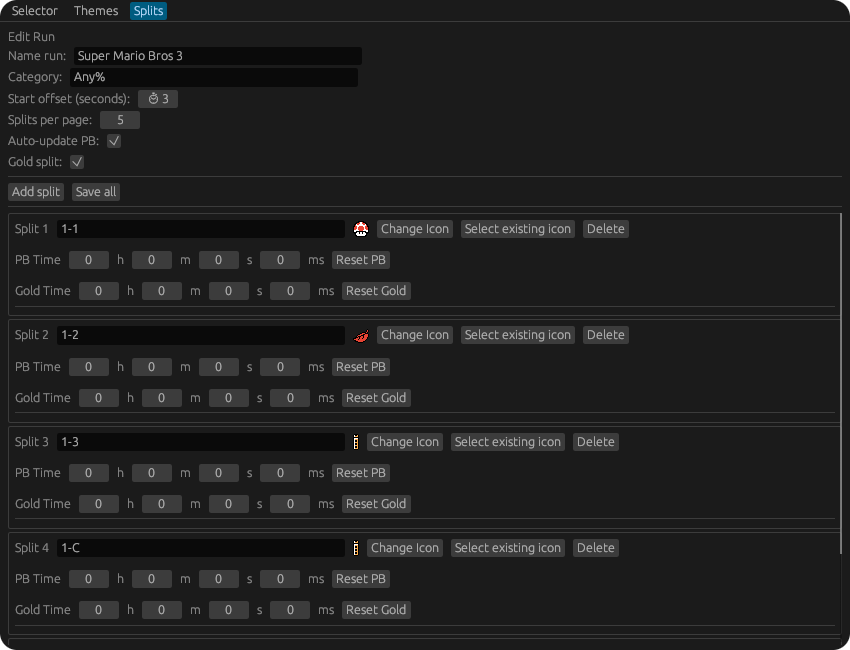 Selector Themes Splits
Edit Run
Name run: Super Mario Bros 3
Category: Any%
Start offset (seconds): ⏱ 3
Splits per page: 5
Auto-update PB: ✓
Gold split: ✓
Add split Save all
Split 1 1-1 Change Icon Select existing icon Delete
PB Time 0 h 0 m 0 s 0 ms Reset PB
Gold Time 0 h 0 m 0 s 0 ms Reset Gold
Split 2 1-2 Change Icon Select existing icon Delete
PB Time 0 h 0 m 0 s 0 ms Reset PB
Gold Time 0 h 0 m 0 s 0 ms Reset Gold
Split 3 1-3 Change Icon Select existing icon Delete
PB Time 0 h 0 m 0 s 0 ms Reset PB
Gold Time 0 h 0 m 0 s 0 ms Reset Gold
Split 4 1-C Change Icon Select existing icon Delete
PB Time 0 h 0 m 0 s 0 ms Reset PB
Gold Time 0 h 0 m 0 s 0 ms Reset Gold